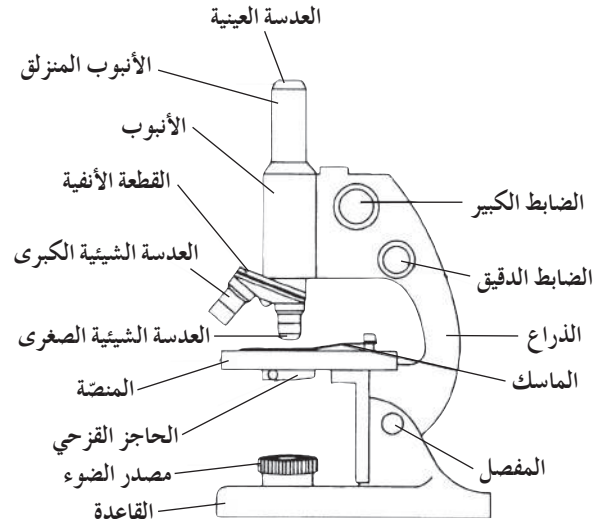 العدسة العينية
الأنبوب المنزلق
الأنبوب
القطعة الأنفية
الضابط الكبير
العدسة الشيئية الكبرى
الضابط الدقيق
العدسة الشيئية الصغرى
الذراع
الماسك
المنصّة
الحاجز القزحي
المفصل
مصدر الضوء
القاعدة